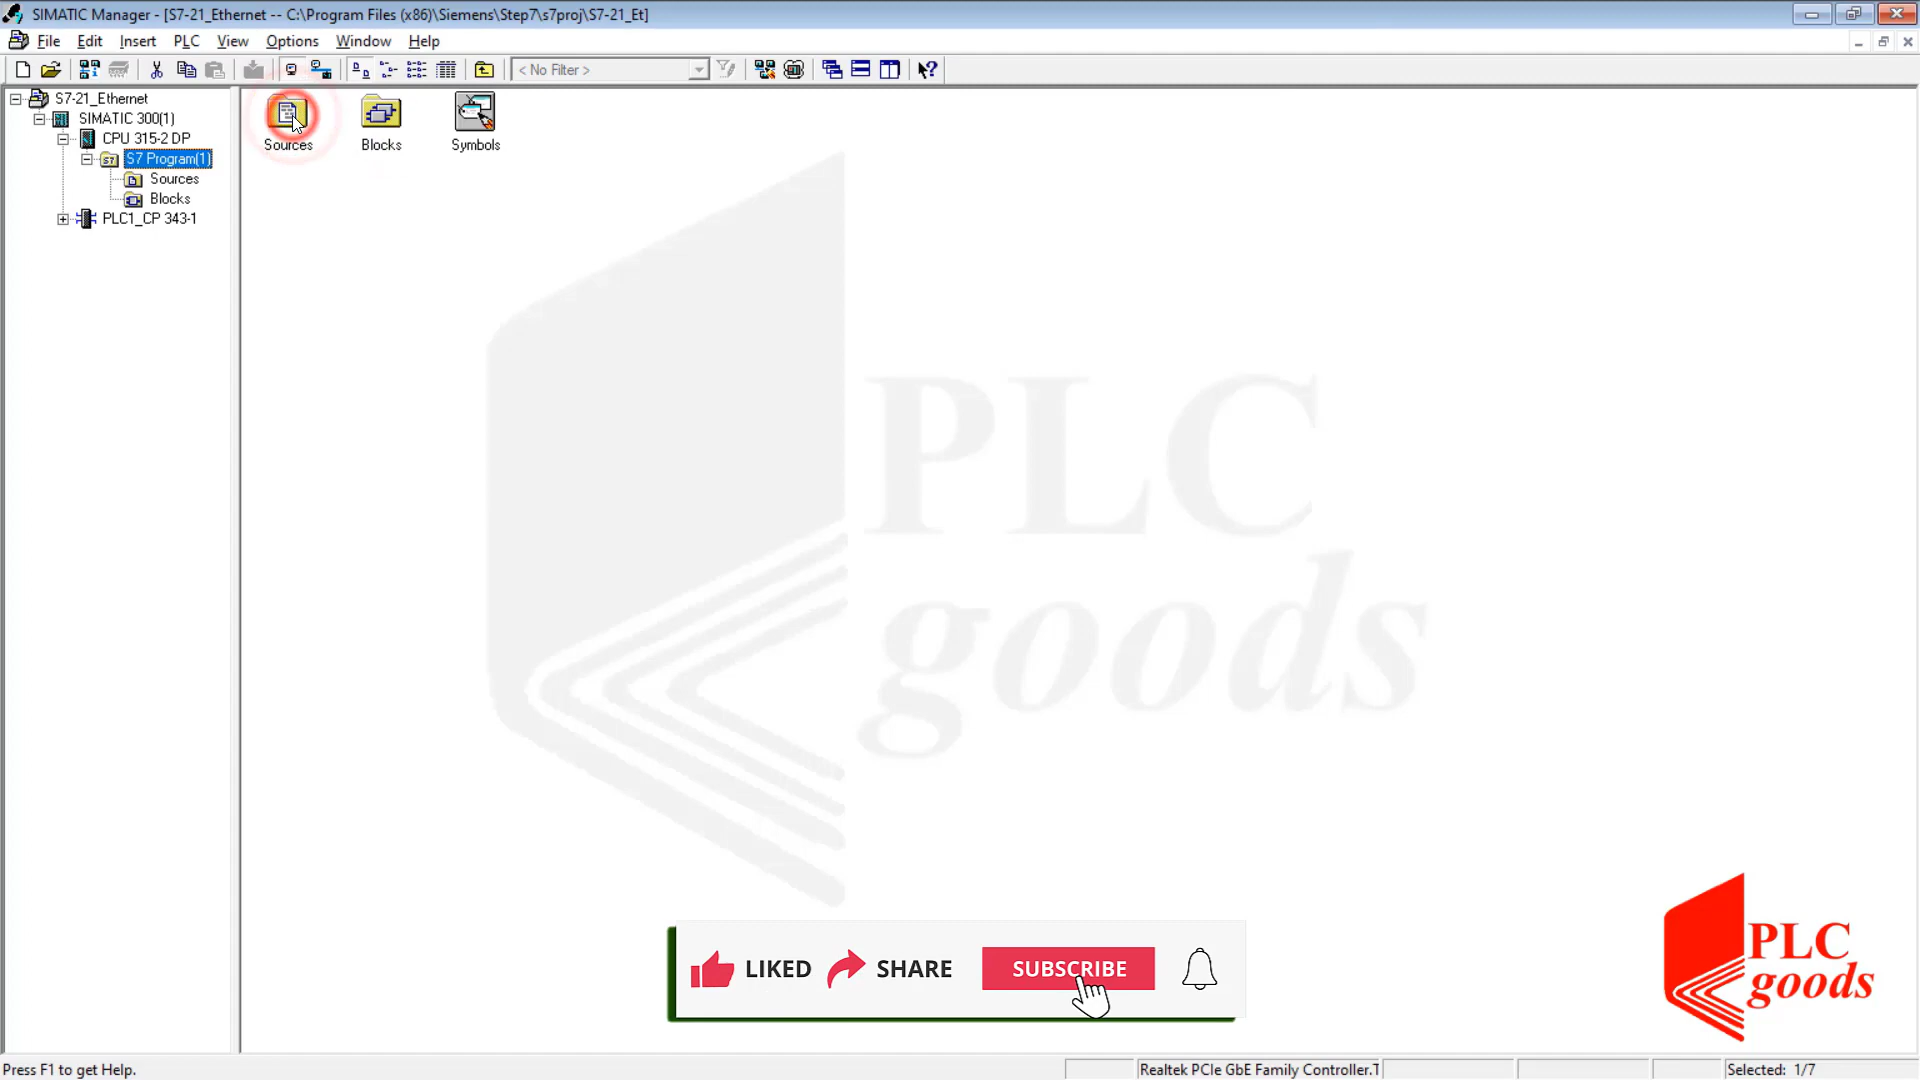 SIMATIC Manager - [S7-21_Ethernet -- C:\Program Files (x86)\Siemens\Step7\s7proj\S7-21_Et]
File Edit Insert PLC View Options Window Help
< No Filter >
S7-21_Ethernet
SIMATIC 300(1)
CPU 315-2 DP
S7 Program(1)
Sources
Blocks
PLC1_CP 343-1
Sources Blocks Symbols
PLC
goods
LIKED SHARE SUBSCRIBE
PLC
goods
Press F1 to get Help.
Realtek PCIe GbE Family Controller.T
Selected: 1/7